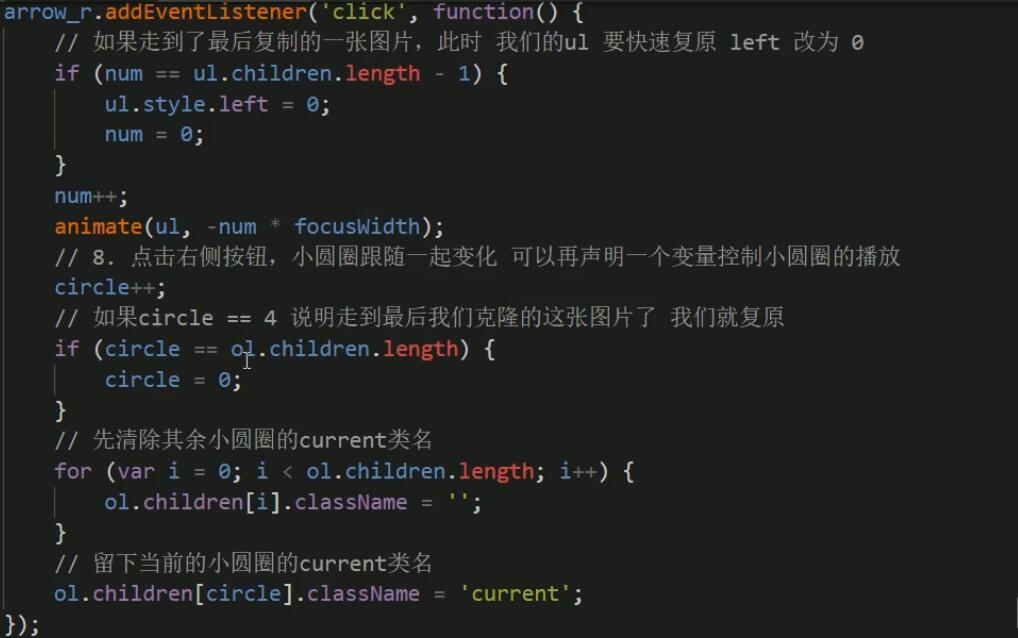 arrow_r.addEventListener('click', function() {
// 如果走到了最后复制的一张图片，此时 我们的ul 要快速复原 left 改为 0
if (num == ul.children.length - 1) {
ul.style.left = 0;
num = 0;
}
num++;
animate(ul, -num * focusWidth);
// 8. 点击右侧按钮，小圆圈跟随一起变化 可以再声明一个变量控制小圆圈的播放
circle++;
// 如果circle == 4 说明走到最后我们克隆的这张图片了 我们就复原
if (circle == ol.children.length) {
circle = 0;
}
// 先清除其余小圆圈的current类名
for (var i = 0; i < ol.children.length; i++) {
ol.children[i].className = '';
}
// 留下当前的小圆圈的current类名
ol.children[circle].className = 'current';
});